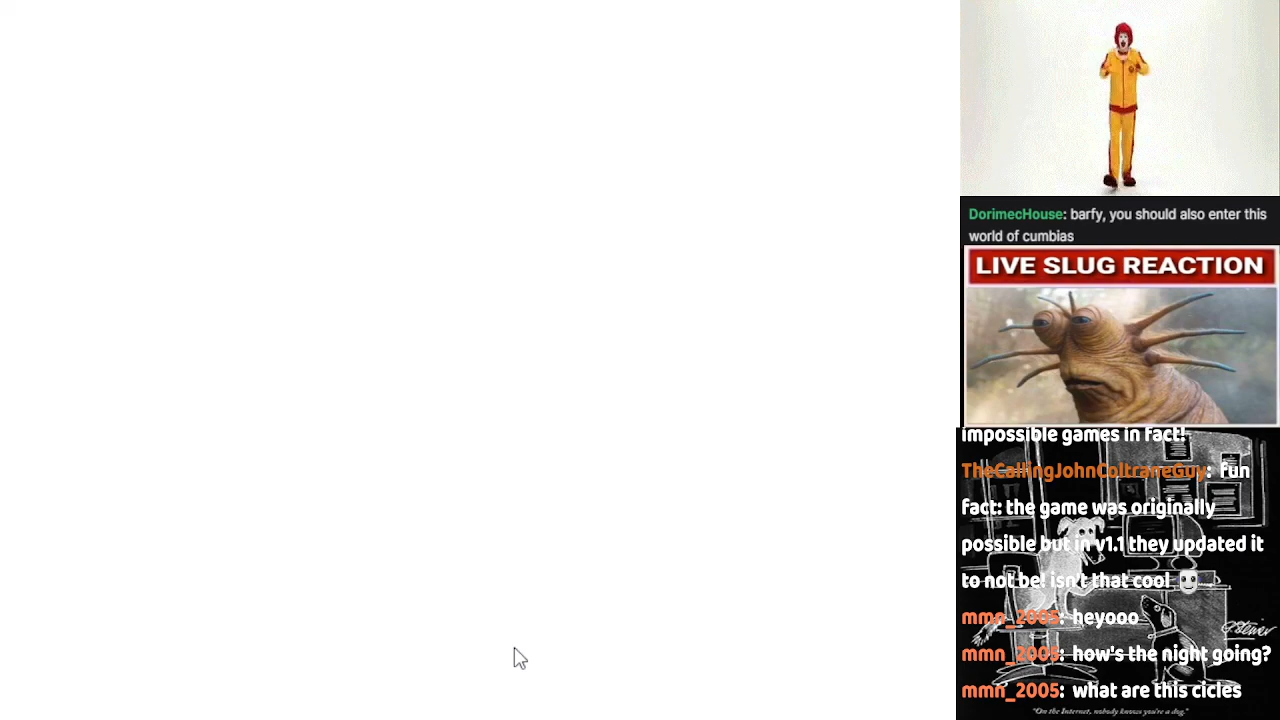 DorimecHouse: barfy, you should also enter this
world of cumbias
LIVE SLUG REACTION
impossible games in fact!
TheCallingJohnColtraneGuy: fun
fact: the game was originally
possible but in v1.1 they updated it
to not be! isn't that cool
mmn_2005: heyooo
mmn_2005: how's the night going?
mmn_2005: what are this cicles
P. Steiner
"On the Internet, nobody knows you're a dog."